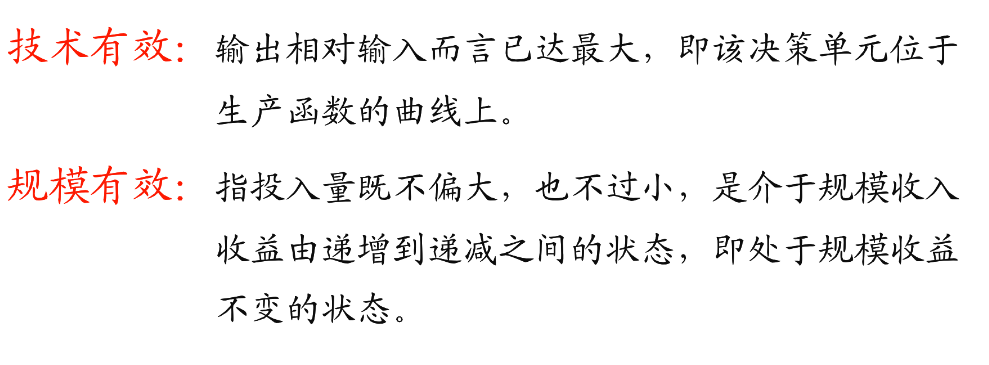 技术有效：输出相对输入而言已达最大，即该决策单元位于
生产函数的曲线上。
规模有效：指投入量既不偏大，也不过小，是介于规模收入
收益由递增到递减之间的状态，即处于规模收益
不变的状态。